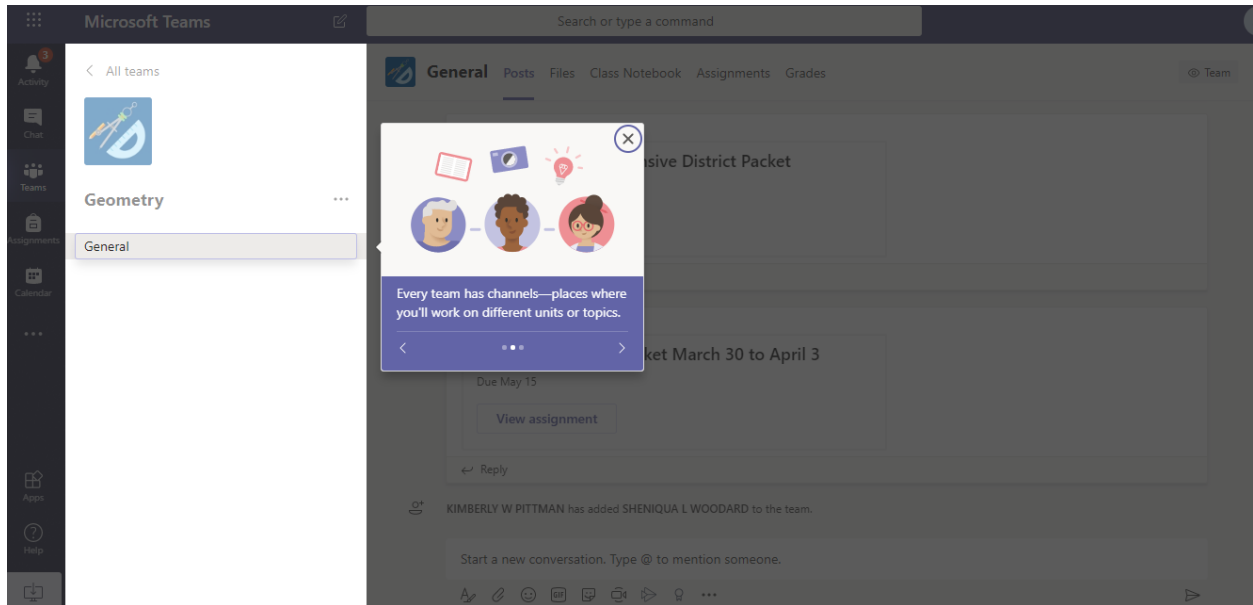 Microsoft Teams
Search or type a command
3
Activity
Chat
Teams
Assignments
Calendar
Apps
Help
All teams
Geometry
General
General Posts Files Class Notebook Assignments Grades
Team
Every team has channels—places where
you'll work on different units or topics.
District Packet
March 30 to April 3
Due May 15
View assignment
Reply
KIMBERLY W PITTMAN has added SHENIQUA L WOODARD to the team.
Start a new conversation. Type @ to mention someone.
GIF